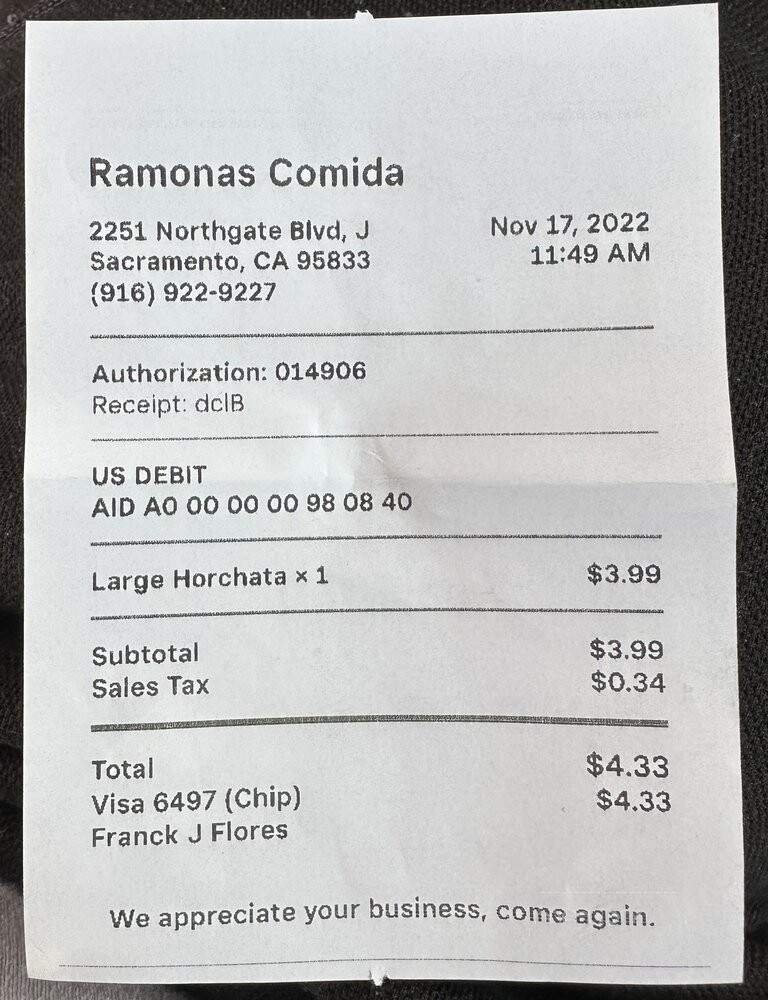 Ramonas Comida
2251 Northgate Blvd, J
Sacramento, CA 95833
(916) 922-9227
Nov 17, 2022
11:49 AM
Authorization: 014906
Receipt: dclB
US DEBIT
AID A0 00 00 00 98 08 40
Large Horchata × 1 $3.99
Subtotal $3.99
Sales Tax $0.34
Total $4.33
Visa 6497 (Chip) $4.33
Franck J Flores
We appreciate your business, come again.